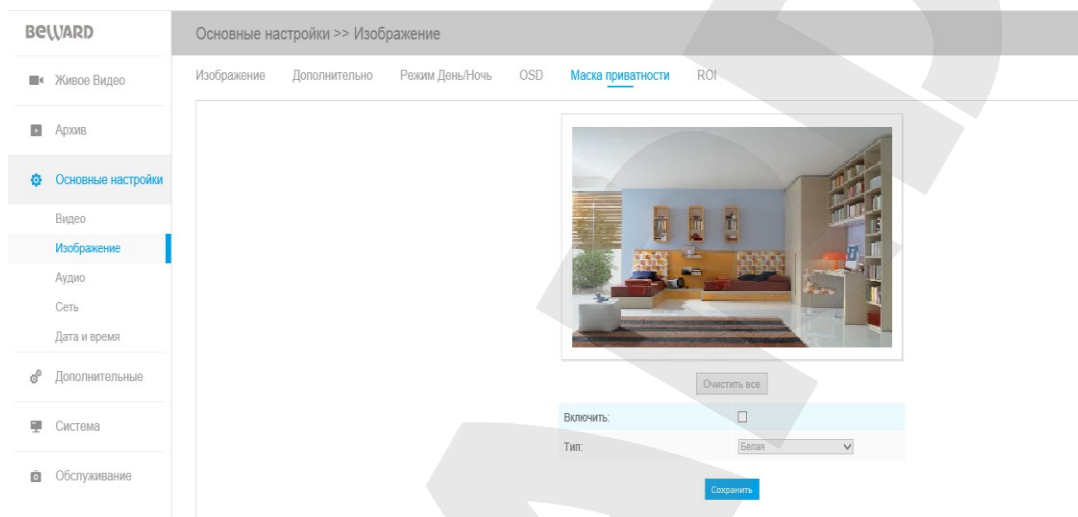 BEWARD
Основные настройки >> Изображение
Живое Видео
Архив
Основные настройки
Видео
Изображение
Аудио
Сеть
Дата и время
Дополнительные
Система
Обслуживание
Изображение Дополнительно Режим День/Ночь OSD Маска приватности ROI
Очистить все
Включить:
Тип: Белая
Сохранить